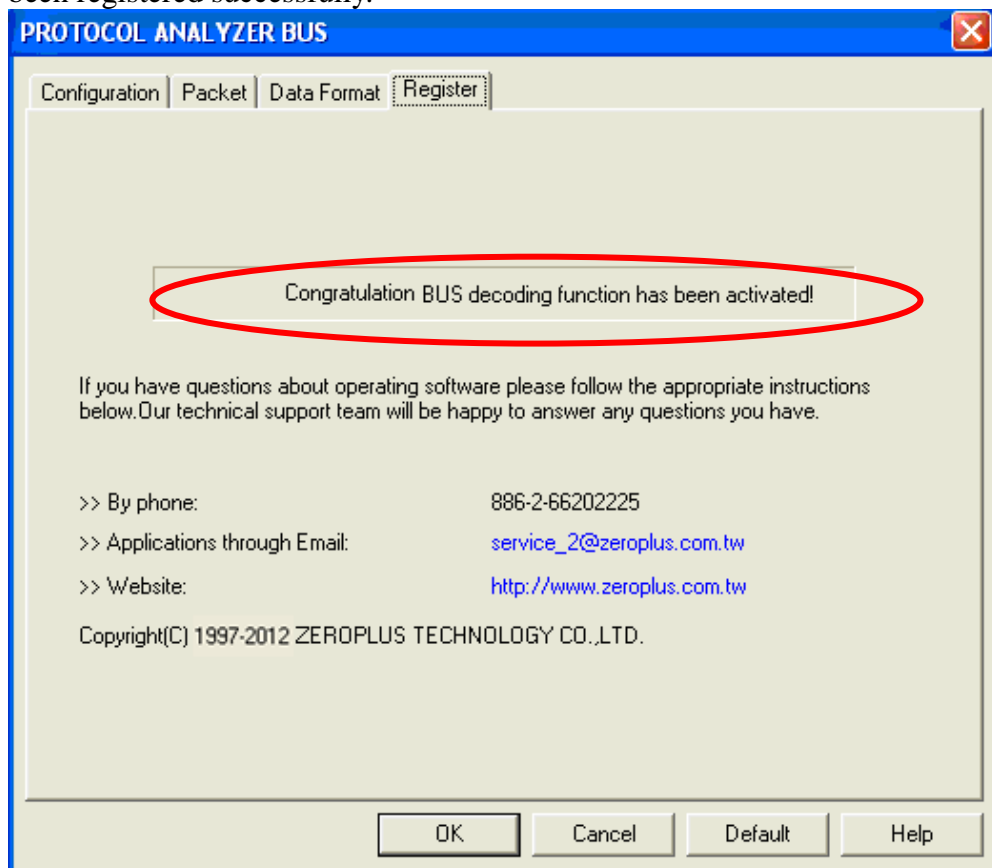 been registered successfully.
PROTOCOL ANALYZER BUS
Configuration Packet Data Format Register
Congratulation BUS decoding function has been activated!
If you have questions about operating software please follow the appropriate instructions
below.Our technical support team will be happy to answer any questions you have.
>> By phone: 886-2-66202225
>> Applications through Email: service_2@zeroplus.com.tw
>> Website: http://www.zeroplus.com.tw
Copyright(C) 1997-2012 ZEROPLUS TECHNOLOGY CO.,LTD.
OK Cancel Default Help